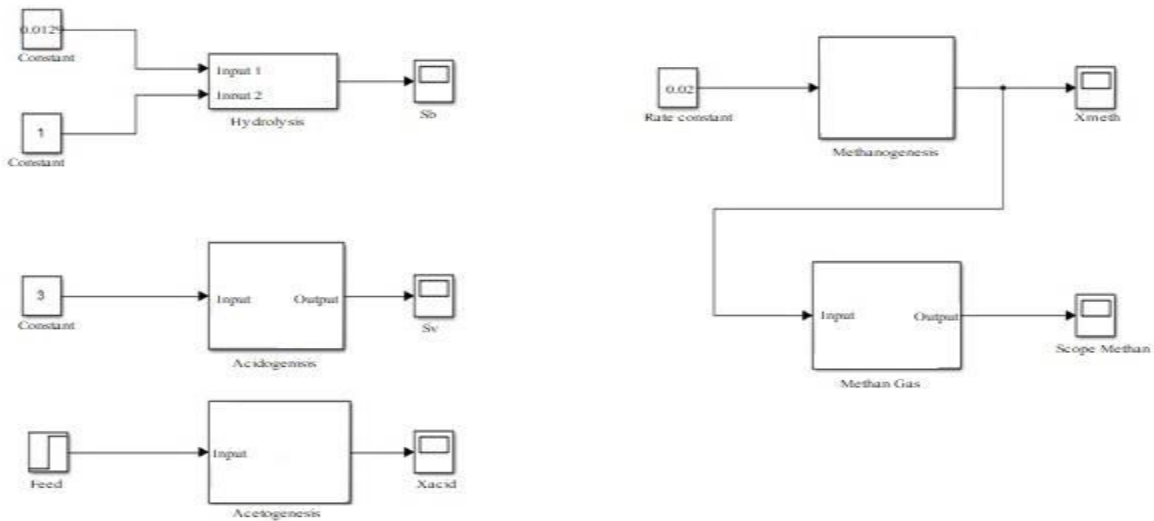 0.0129
Constant
Input 1
Input 2
Hydrolysis
Sb
1
Constant
3
Constant
Input
Output
Acidogenisis
Sv
Feed
Input
Acetogenesis
Xacid
0.02
Rate constant
Methanogenesis
Xmeth
Input
Output
Methan Gas
Scope Methan